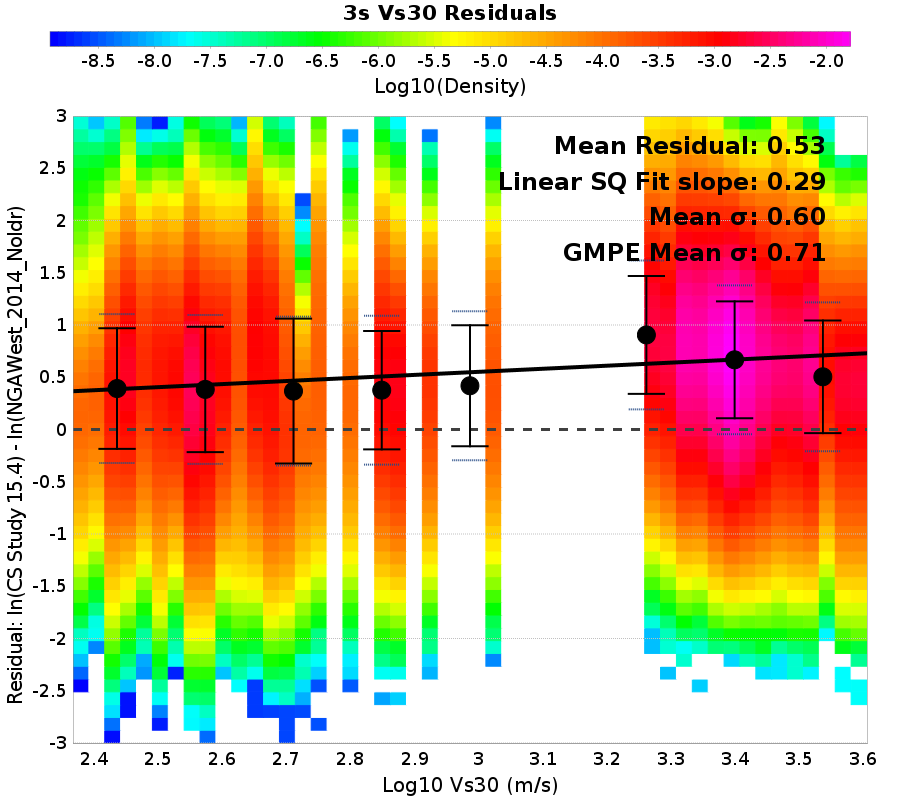 3s Vs30 Residuals
-8.5 -8.0 -7.5 -7.0 -6.5 -6.0 -5.5 -5.0 -4.5 -4.0 -3.5 -3.0 -2.5 -2.0
Log10(Density)
Mean Residual: 0.53
Linear SQ Fit slope: 0.29
Mean σ: 0.60
GMPE Mean σ: 0.71
Residual: ln(CS Study 15.4) - ln(NGAWest_2014_NoIdr)
3
2.5
2
1.5
1
0.5
0
-0.5
-1
-1.5
-2
-2.5
-3
2.4 2.5 2.6 2.7 2.8 2.9 3 3.1 3.2 3.3 3.4 3.5 3.6
Log10 Vs30 (m/s)